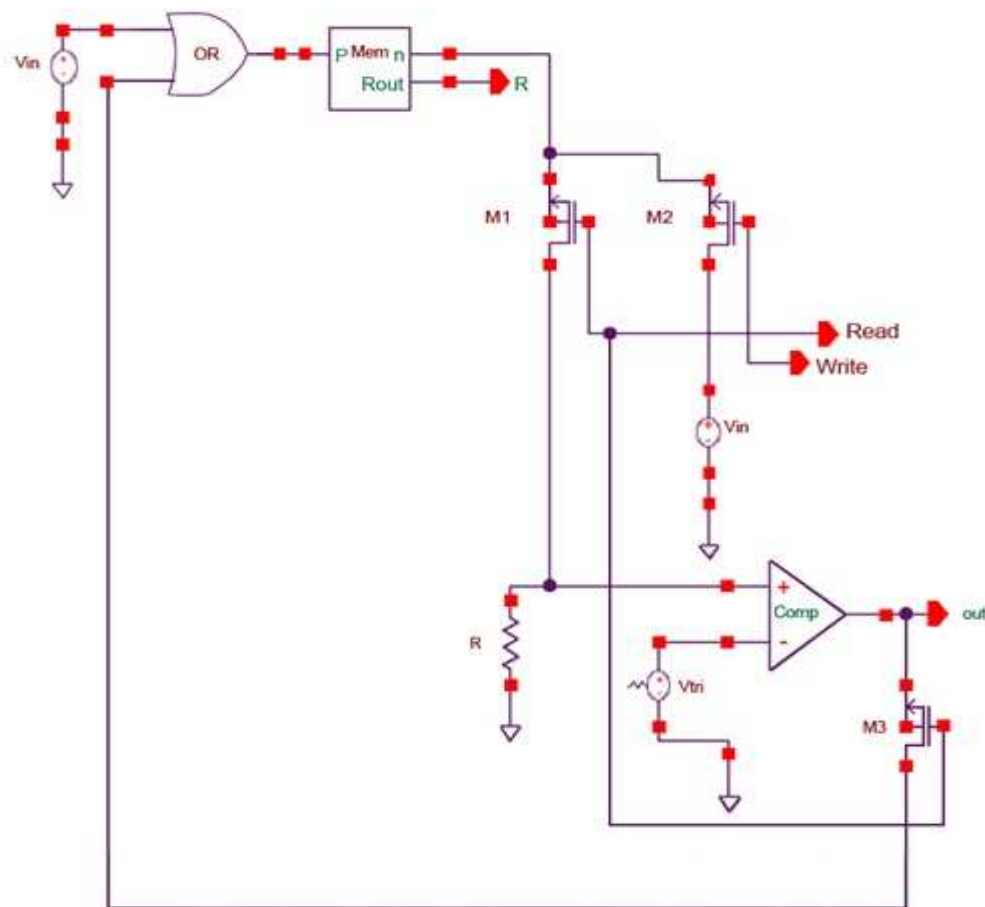 Vin
+
-
OR
P Mem n
Rout
R
M1
M2
Read
Write
+
-
Vin
R
+
Comp
-
out
+
-
Vtri
M3